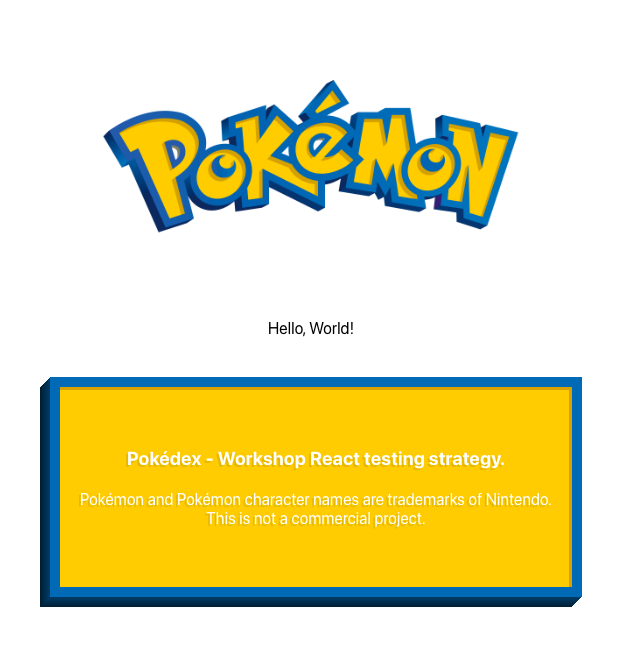 POKéMON
Hello, World!
Pokédex - Workshop React testing strategy.
Pokémon and Pokémon character names are trademarks of Nintendo.
This is not a commercial project.